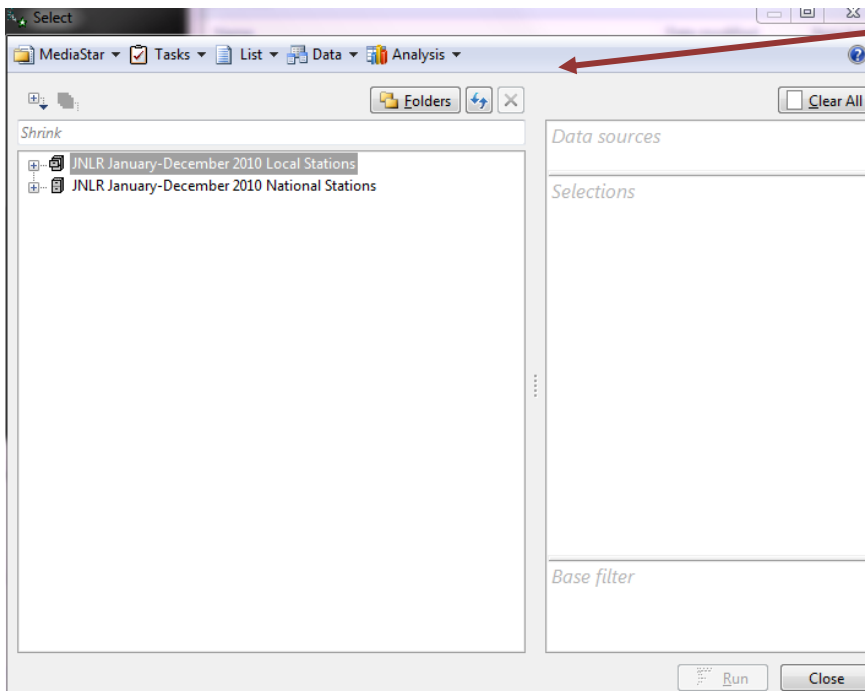 Select
MediaStar Tasks List Data Analysis
Folders Clear All
Shrink
Data sources
JNLR January-December 2010 Local Stations
JNLR January-December 2010 National Stations
Selections
Base filter
Run Close